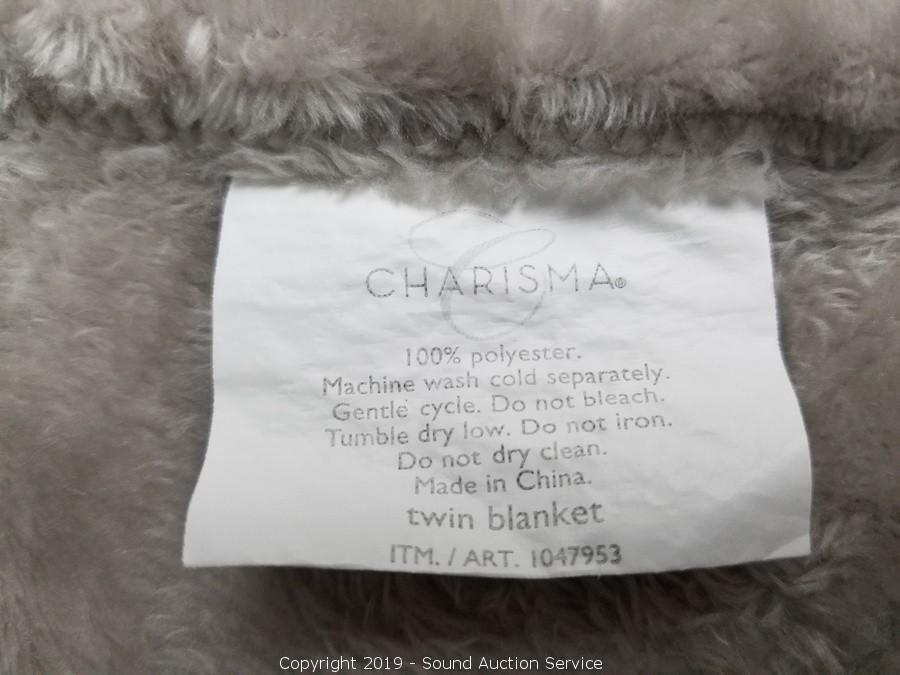 CHARISMA®
100% polyester.
Machine wash cold separately.
Gentle cycle. Do not bleach.
Tumble dry low. Do not iron.
Do not dry clean.
Made in China.
twin blanket
ITM. / ART. 1047953
Copyright 2019 - Sound Auction Service